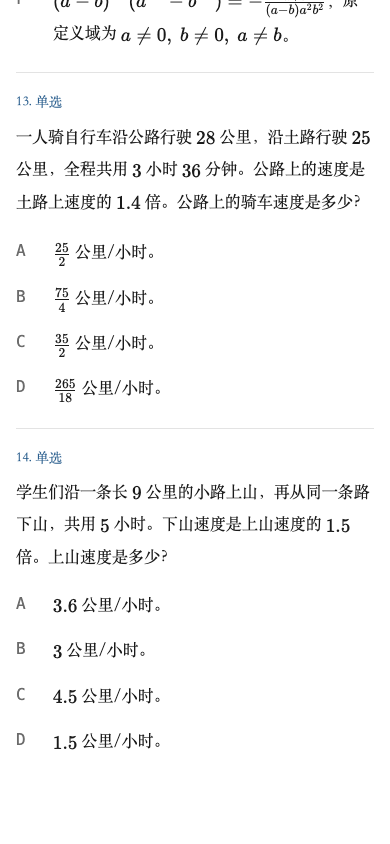 定义域为 a ≠ 0, b ≠ 0, a ≠ b。
13. 单选
一人骑自行车沿公路行驶 28 公里，沿土路行驶 25
公里，全程共用 3 小时 36 分钟。公路上的速度是
土路上速度的 1.4 倍。公路上的骑车速度是多少?
A 25/2 公里/小时。
B 75/4 公里/小时。
C 35/2 公里/小时。
D 265/18 公里/小时。
14. 单选
学生们沿一条长 9 公里的小路上山，再从同一条路
下山，共用 5 小时。下山速度是上山速度的 1.5
倍。上山速度是多少?
A 3.6 公里/小时。
B 3 公里/小时。
C 4.5 公里/小时。
D 1.5 公里/小时。